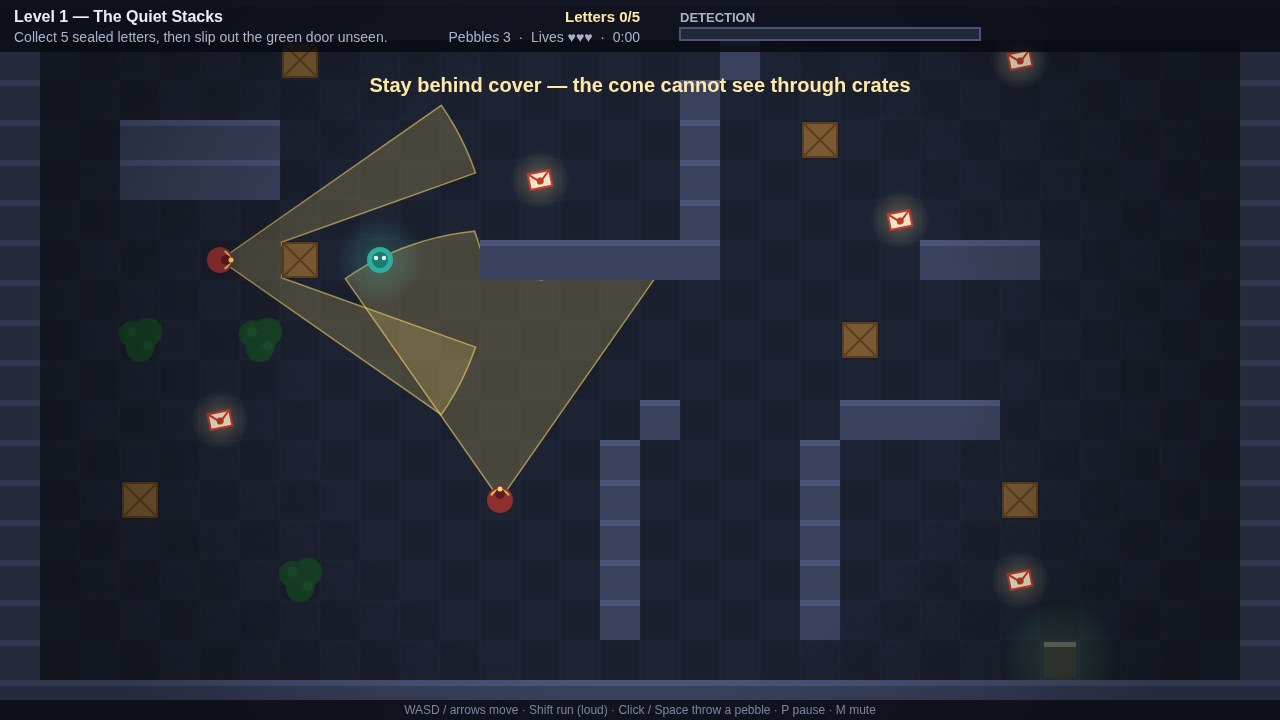 Level 1 — The Quiet Stacks
Collect 5 sealed letters, then slip out the green door unseen.
Letters 0/5
Pebbles 3 · Lives ♥♥♥ · 0:00
DETECTION
Stay behind cover — the cone cannot see through crates
WASD / arrows move · Shift run (loud) · Click / Space throw a pebble · P pause · M mute